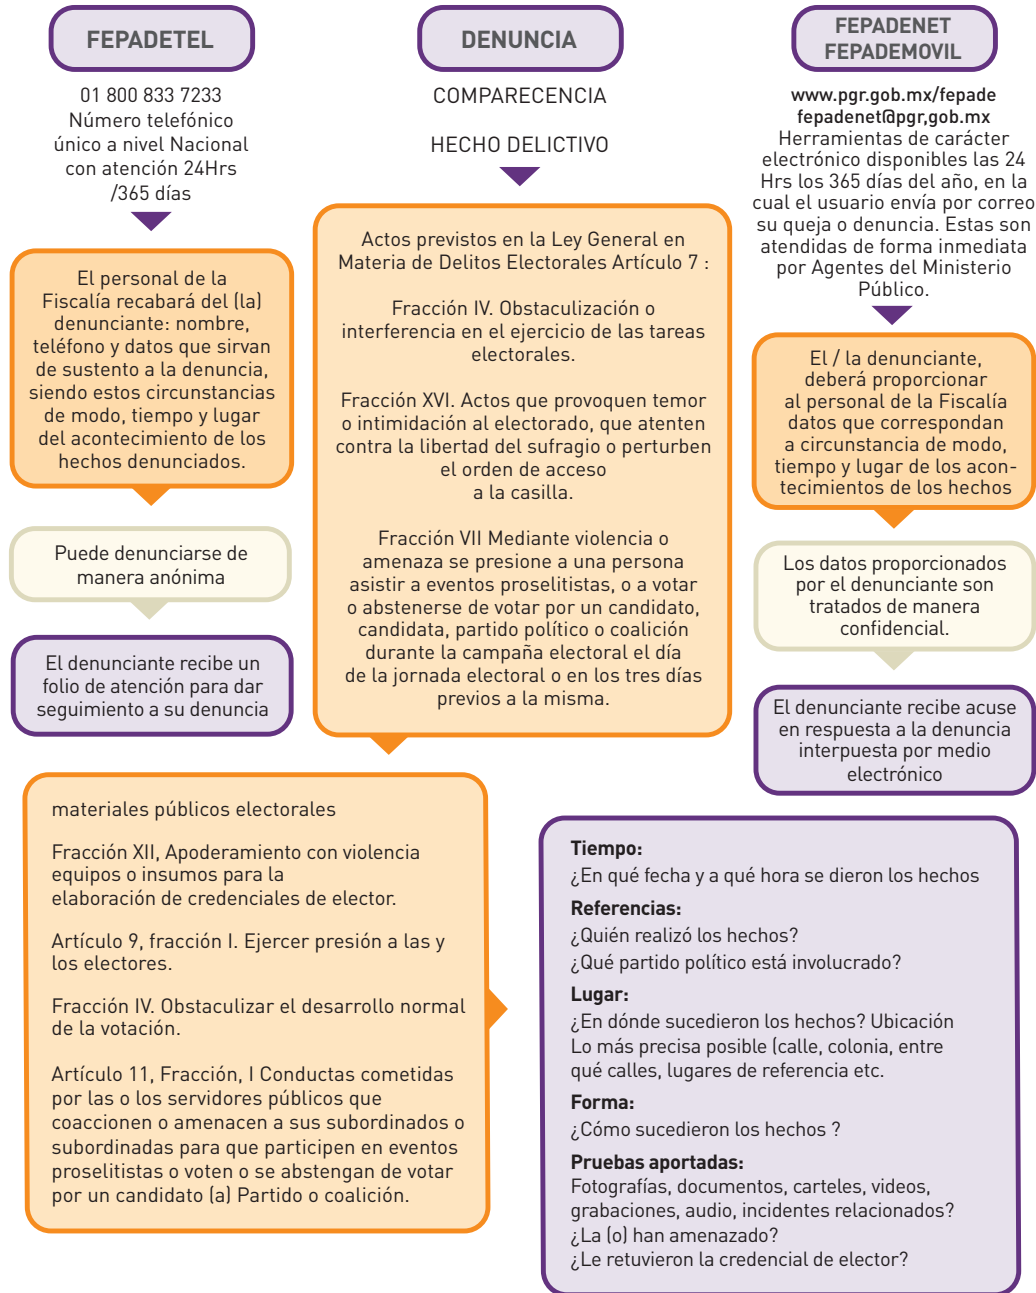 FEPADETEL
01 800 833 7233
Número telefónico
único a nivel Nacional
con atención 24Hrs
/365 días
El personal de la
Fiscalía recabará del (la)
denunciante: nombre,
teléfono y datos que sirvan
de sustento a la denuncia,
siendo estos circunstancias
de modo, tiempo y lugar
del acontecimiento de los
hechos denunciados.
Puede denunciarse de
manera anónima
El denunciante recibe un
folio de atención para dar
seguimiento a su denuncia
DENUNCIA
COMPARECENCIA
HECHO DELICTIVO
Actos previstos en la Ley General en
Materia de Delitos Electorales Artículo 7 :
Fracción IV. Obstaculización o
interferencia en el ejercicio de las tareas
electorales.
Fracción XVI. Actos que provoquen temor
o intimidación al electorado, que atenten
contra la libertad del sufragio o perturben
el orden de acceso
a la casilla.
Fracción VII Mediante violencia o
amenaza se presione a una persona
asistir a eventos proselitistas, o a votar
o abstenerse de votar por un candidato,
candidata, partido político o coalición
durante la campaña electoral el día
de la jornada electoral o en los tres días
previos a la misma.
FEPADENET
FEPADEMOVIL
www.pgr.gob.mx/fepade
fepadenet@pgr,gob.mx
Herramientas de carácter
electrónico disponibles las 24
Hrs los 365 días del año, en la
cual el usuario envía por correo
su queja o denuncia. Estas son
atendidas de forma inmediata
por Agentes del Ministerio
Público.
El / la denunciante,
deberá proporcionar
al personal de la Fiscalía
datos que correspondan
a circunstancia de modo,
tiempo y lugar de los acon-
tecimientos de los hechos
Los datos proporcionados
por el denunciante son
tratados de manera
confidencial.
El denunciante recibe acuse
en respuesta a la denuncia
interpuesta por medio
electrónico
materiales públicos electorales
Fracción XII, Apoderamiento con violencia
equipos o insumos para la
elaboración de credenciales de elector.
Artículo 9, fracción I. Ejercer presión a las y
los electores.
Fracción IV. Obstaculizar el desarrollo normal
de la votación.
Artículo 11, Fracción, I Conductas cometidas
por las o los servidores públicos que
coaccionen o amenacen a sus subordinados o
subordinadas para que participen en eventos
proselitistas o voten o se abstengan de votar
por un candidato (a) Partido o coalición.
Tiempo:
¿En qué fecha y a qué hora se dieron los hechos
Referencias:
¿Quién realizó los hechos?
¿Qué partido político está involucrado?
Lugar:
¿En dónde sucedieron los hechos? Ubicación
Lo más precisa posible (calle, colonia, entre
qué calles, lugares de referencia etc.
Forma:
¿Cómo sucedieron los hechos ?
Pruebas aportadas:
Fotografías, documentos, carteles, videos,
grabaciones, audio, incidentes relacionados?
¿La (o) han amenazado?
¿Le retuvieron la credencial de elector?